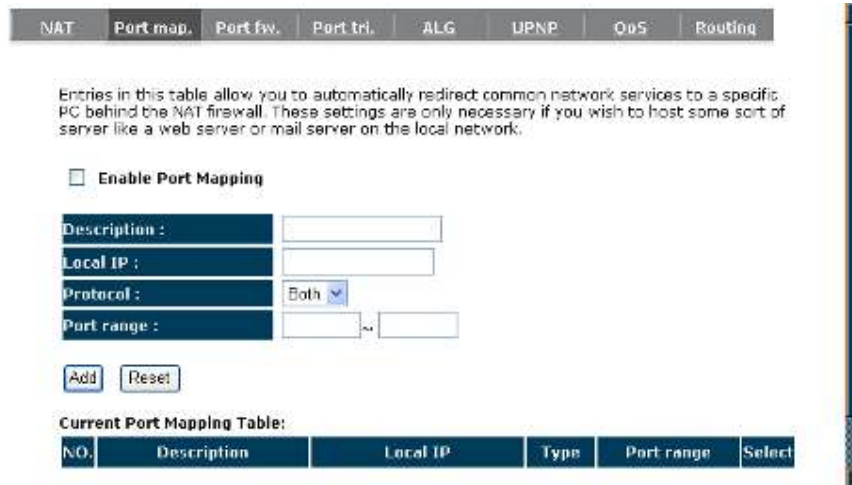 NAT Port map. Port fw. Port tri. ALG UPNP QoS Routing
Entries in this table allow you to automatically redirect common network services to a specific
PC behind the NAT firewall. These settings are only necessary if you wish to host some sort of
server like a web server or mail server on the local network.
Enable Port Mapping
Description :
Local IP :
Protocol : Both
Port range : ~
Add Reset
Current Port Mapping Table:
NO. Description Local IP Type Port range Select